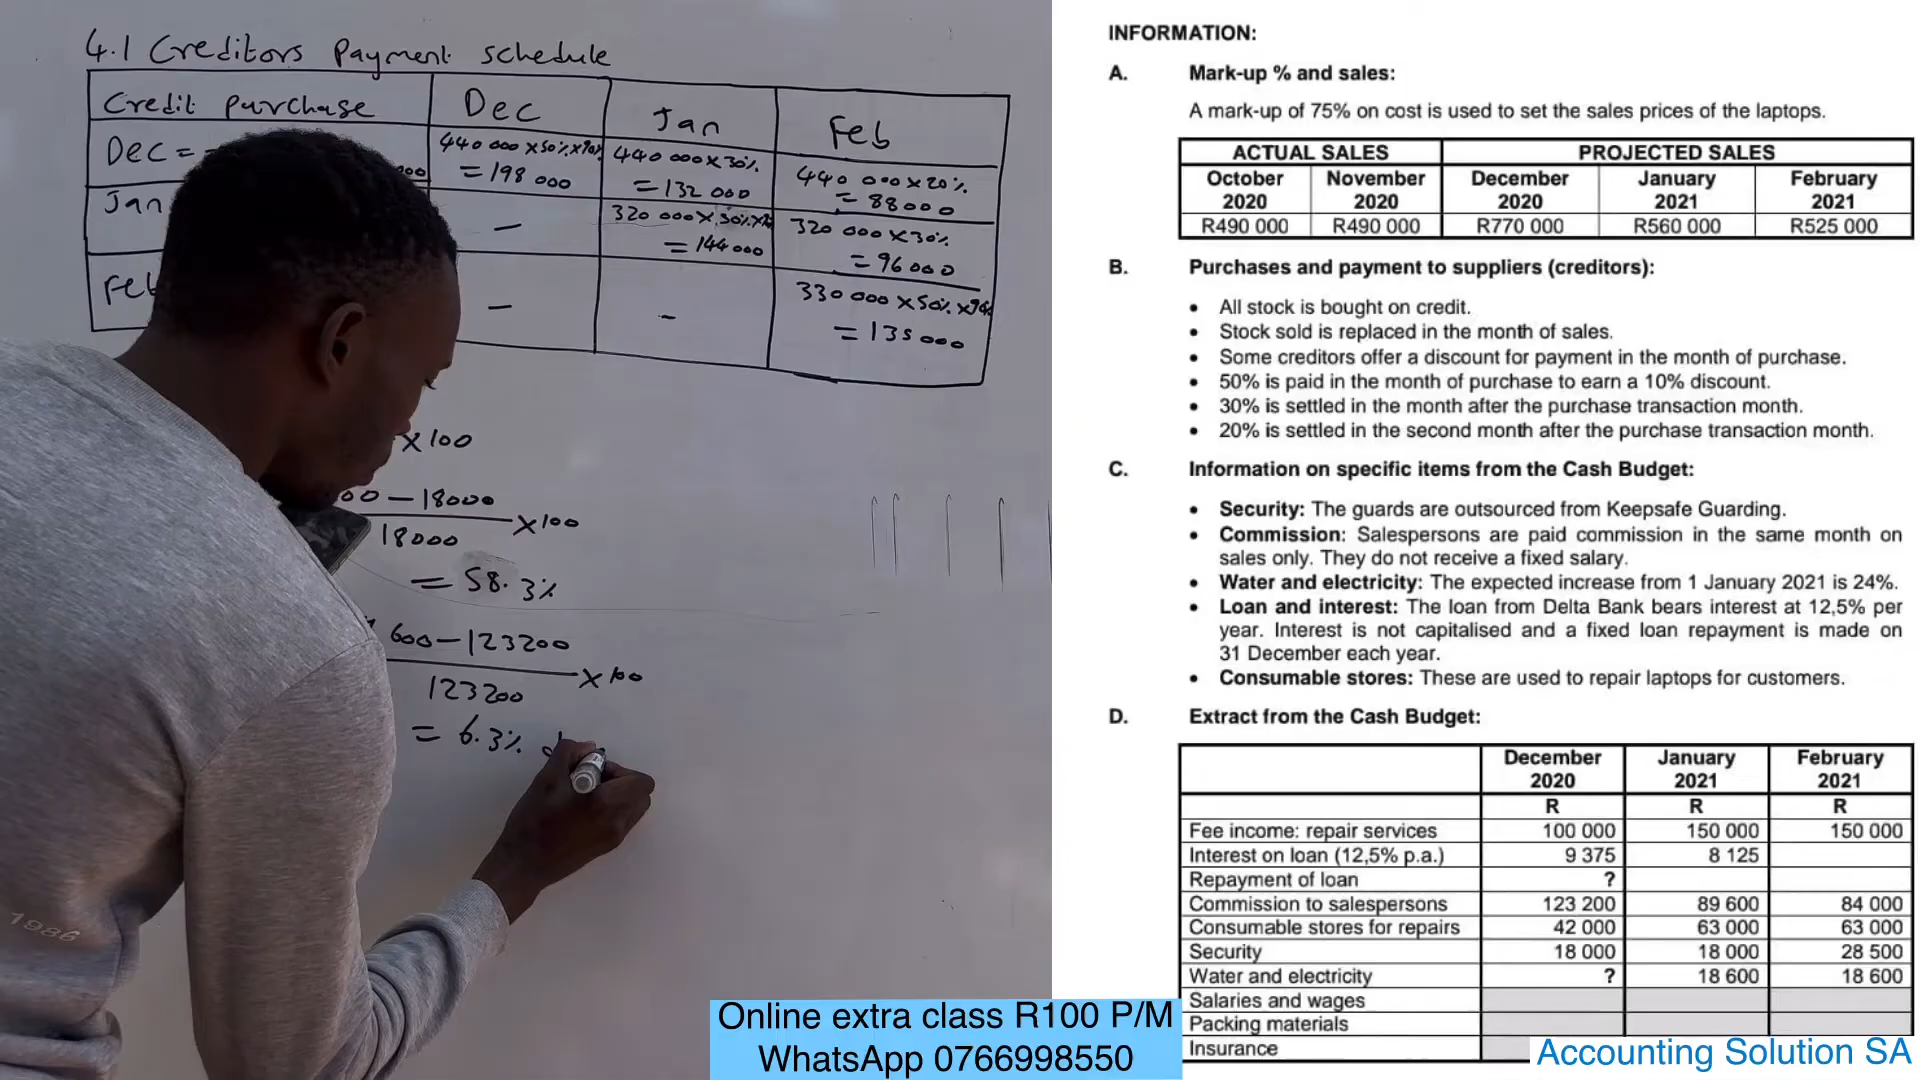 4.1 Creditors Payment schedule
Credit Purchase Dec Jan Feb
Dec =
440 000 x 50% x 90%
= 198 000
440 000 x 30%
= 132 000
440 000 x 20%
= 88000
Jan
–
320 000 x 50% x
= 144 000
320 000 x 30%
= 96000
Feb
–
–
330 000 x 50% x 90%
= 135000
x 100
00 – 18000
18000
x 100
= 58.3%
600 – 123200
123200
x 100
= 6.3%
1986
INFORMATION:
A. Mark-up % and sales:
A mark-up of 75% on cost is used to set the sales prices of the laptops.
ACTUAL SALES PROJECTED SALES
October 2020 November 2020 December 2020 January 2021 February 2021
R490 000 R490 000 R770 000 R560 000 R525 000
B. Purchases and payment to suppliers (creditors):
• All stock is bought on credit.
• Stock sold is replaced in the month of sales.
• Some creditors offer a discount for payment in the month of purchase.
• 50% is paid in the month of purchase to earn a 10% discount.
• 30% is settled in the month after the purchase transaction month.
• 20% is settled in the second month after the purchase transaction month.
C. Information on specific items from the Cash Budget:
• Security: The guards are outsourced from Keepsafe Guarding.
• Commission: Salespersons are paid commission in the same month on
sales only. They do not receive a fixed salary.
• Water and electricity: The expected increase from 1 January 2021 is 24%.
• Loan and interest: The loan from Delta Bank bears interest at 12,5% per
year. Interest is not capitalised and a fixed loan repayment is made on
31 December each year.
• Consumable stores: These are used to repair laptops for customers.
D. Extract from the Cash Budget:
December 2020 January 2021 February 2021
R R R
Fee income: repair services 100 000 150 000 150 000
Interest on loan (12,5% p.a.) 9 375 8 125
Repayment of loan ?
Commission to salespersons 123 200 89 600 84 000
Consumable stores for repairs 42 000 63 000 63 000
Security 18 000 18 000 28 500
Water and electricity ? 18 600 18 600
Salaries and wages
Packing materials
Insurance
Online extra class R100 P/M
WhatsApp 0766998550
Accounting Solution SA